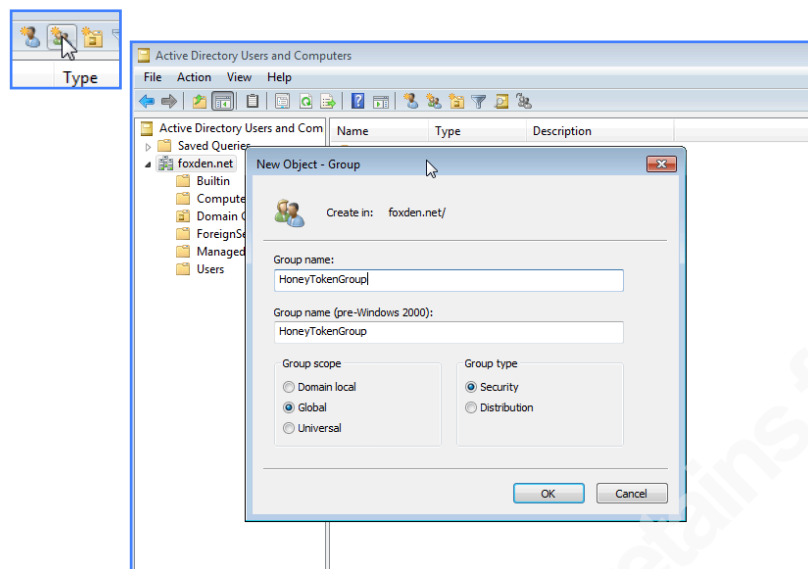 Type
Active Directory Users and Computers
File Action View Help
Active Directory Users and Com
Name Type Description
Saved Queries
foxden.net
New Object - Group
Builtin
Compute
Create in: foxden.net/
Domain
ForeignSe
Managed
Group name:
Users
HoneyTokenGroup
Group name (pre-Windows 2000):
HoneyTokenGroup
Group scope
Group type
Domain local
Security
Global
Distribution
Universal
OK Cancel